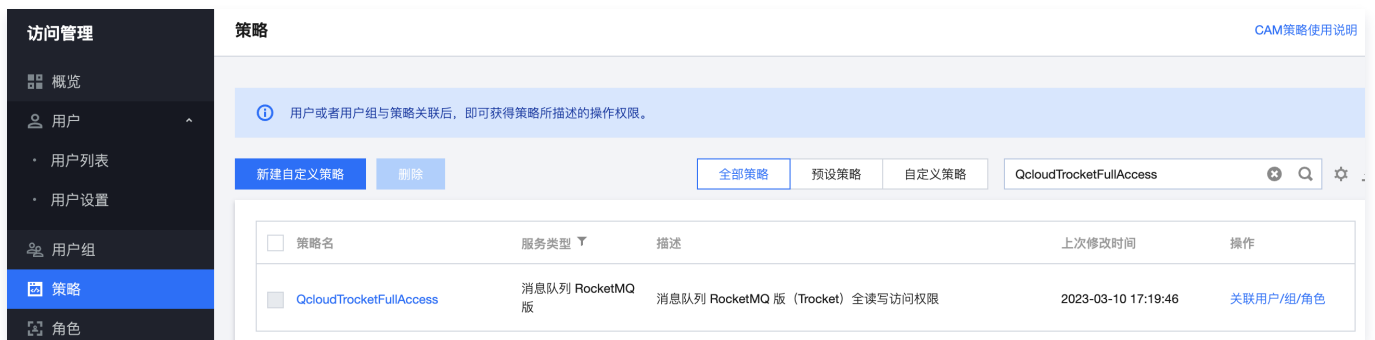 访问管理
概览
用户
用户列表
用户设置
用户组
策略
角色
策略
CAM策略使用说明
用户或者用户组与策略关联后，即可获得策略所描述的操作权限。
新建自定义策略 删除 全部策略 预设策略 自定义策略 QcloudTrocketFullAccess
策略名 服务类型 描述 上次修改时间 操作
QcloudTrocketFullAccess 消息队列 RocketMQ 消息队列 RocketMQ 版（Trocket）全读写访问权限 2023-03-10 17:19:46 关联用户/组/角色
版